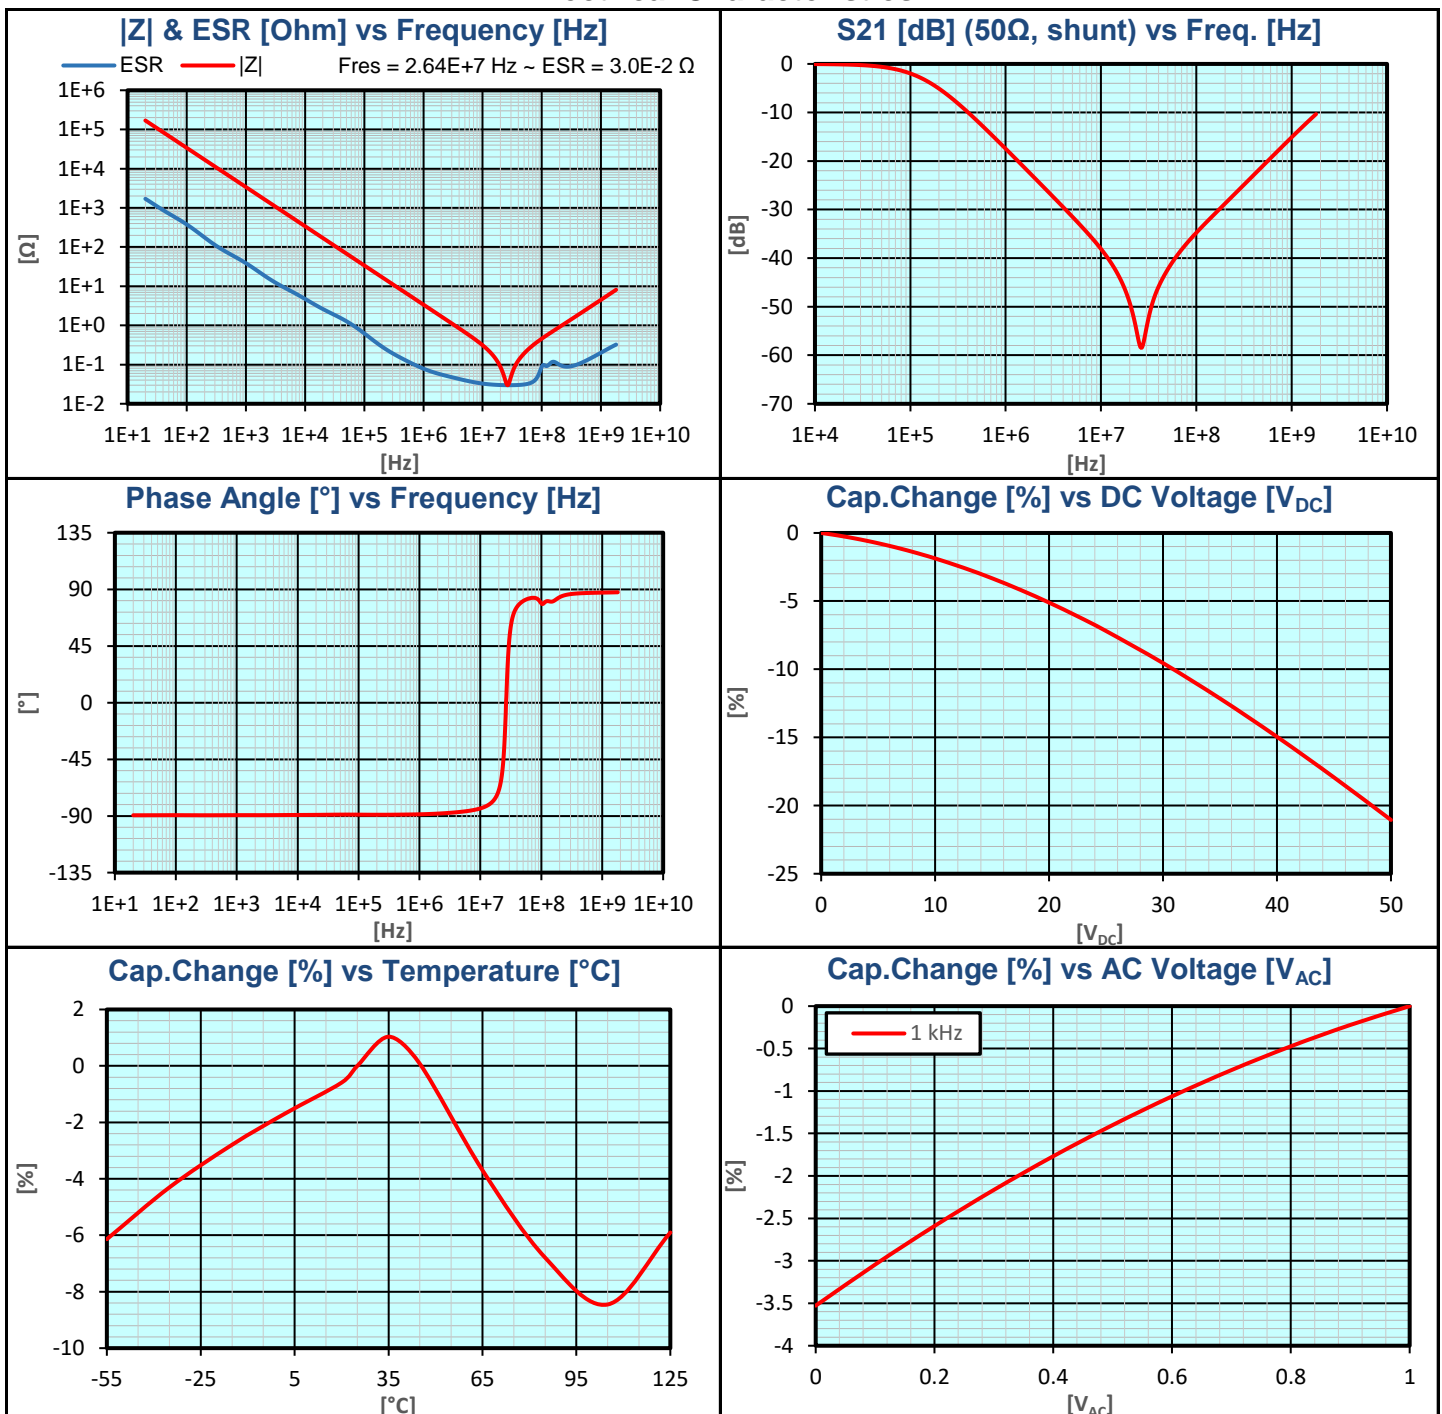 |Z| & ESR [Ohm] vs Frequency [Hz]
ESR |Z| Fres = 2.64E+7 Hz ~ ESR = 3.0E-2 Ω
1E+6
1E+5
1E+4
1E+3
1E+2
1E+1
1E+0
1E-1
1E-2
[Ω]
1E+1 1E+2 1E+3 1E+4 1E+5 1E+6 1E+7 1E+8 1E+9 1E+10
[Hz]
S21 [dB] (50Ω, shunt) vs Freq. [Hz]
0
-10
-20
-30
-40
-50
-60
-70
[dB]
1E+4 1E+5 1E+6 1E+7 1E+8 1E+9 1E+10
[Hz]
Phase Angle [°] vs Frequency [Hz]
135
90
45
0
-45
-90
-135
[°]
1E+1 1E+2 1E+3 1E+4 1E+5 1E+6 1E+7 1E+8 1E+9 1E+10
[Hz]
Cap.Change [%] vs DC Voltage [VDC]
0
-5
-10
-15
-20
-25
[%]
0 10 20 30 40 50
[VDC]
Cap.Change [%] vs Temperature [°C]
2
0
-2
-4
-6
-8
-10
[%]
-55 -25 5 35 65 95 125
[°C]
Cap.Change [%] vs AC Voltage [VAC]
1 kHz
0
-0.5
-1
-1.5
-2
-2.5
-3
-3.5
-4
[%]
0 0.2 0.4 0.6 0.8 1
[VAC]